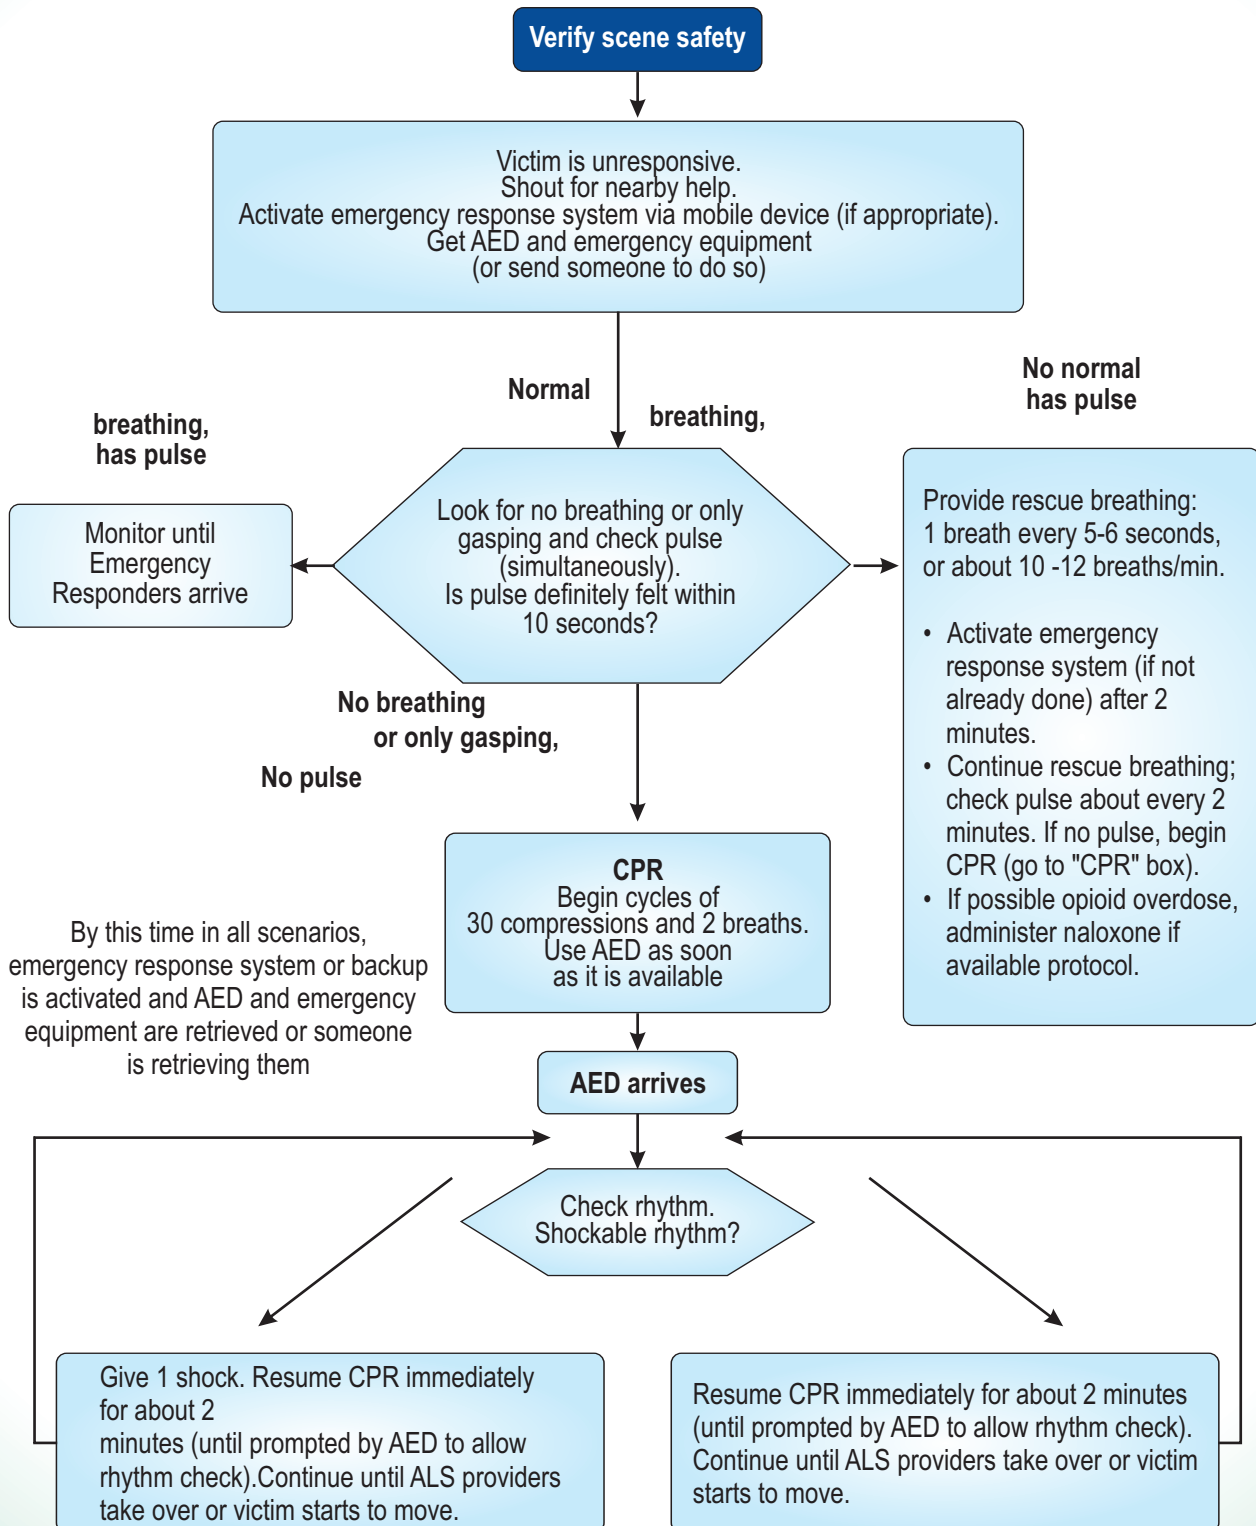 Verify scene safety
Victim is unresponsive.
Shout for nearby help.
Activate emergency response system via mobile device (if appropriate).
Get AED and emergency equipment
(or send someone to do so)
Normal
breathing,
No normal
has pulse
breathing,
has pulse
Monitor until
Emergency
Responders arrive
Look for no breathing or only
gasping and check pulse
(simultaneously).
Is pulse definitely felt within
10 seconds?
Provide rescue breathing:
1 breath every 5-6 seconds,
or about 10 -12 breaths/min.
• Activate emergency
response system (if not
already done) after 2
minutes.
• Continue rescue breathing;
check pulse about every 2
minutes. If no pulse, begin
CPR (go to "CPR" box).
• If possible opioid overdose,
administer naloxone if
available protocol.
No breathing
or only gasping,
No pulse
CPR
Begin cycles of
30 compressions and 2 breaths.
Use AED as soon
as it is available
By this time in all scenarios,
emergency response system or backup
is activated and AED and emergency
equipment are retrieved or someone
is retrieving them
AED arrives
Check rhythm.
Shockable rhythm?
Give 1 shock. Resume CPR immediately
for about 2
minutes (until prompted by AED to allow
rhythm check).Continue until ALS providers
take over or victim starts to move.
Resume CPR immediately for about 2 minutes
(until prompted by AED to allow rhythm check).
Continue until ALS providers take over or victim
starts to move.